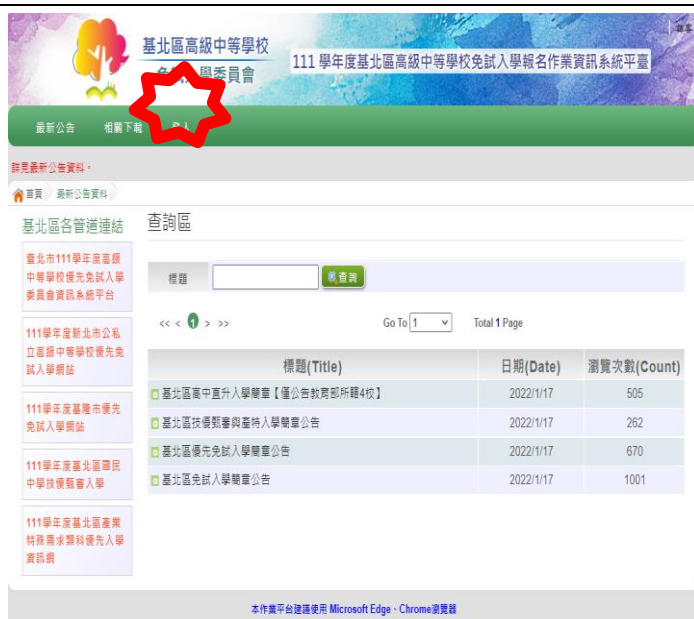 基北區高級中等學校
學委員會
111 學年度基北區高級中等學校免試入學報名作業資訊系統平臺
訪客
最新公告 相關下載
詳見最新公告資料。
首頁 最新公告資料
基北區各管道連結
臺北市111學年度高級
中等學校優先免試入學
委員會資訊系統平台
111學年度新北市公私
立高級中等學校優先免
試入學網站
111學年度基隆市優先
免試入學網站
111學年度基北區國民
中學技優甄審入學
111學年度基北區產業
特殊需求類科優先入學
資訊網
查詢區
標題 查詢
<< < 1 > >> Go To 1 Total 1 Page
標題(Title) 日期(Date) 瀏覽次數(Count)
基北區高中直升入學簡章【僅公告教育部所轄4校】 2022/1/17 505
基北區技優甄審與產特入學簡章公告 2022/1/17 262
基北區優先免試入學簡章公告 2022/1/17 670
基北區免試入學簡章公告 2022/1/17 1001
本作業平台建議使用 Microsoft Edge、Chrome瀏覽器